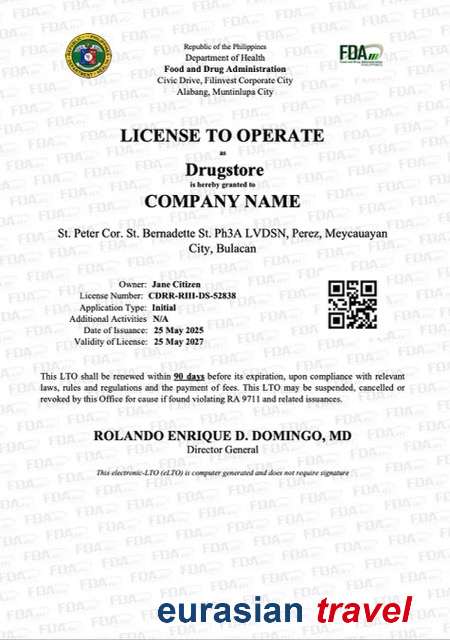 Republic of the Philippines
Department of Health
Food and Drug Administration
Civic Drive, Filinvest Corporate City
Alabang, Muntinlupa City
FDA
LICENSE TO OPERATE
as
Drugstore
is hereby granted to
COMPANY NAME
St. Peter Cor. St. Bernadette St. Ph3A LVDSN, Perez, Meycauayan
City, Bulacan
Owner: Jane Citizen
License Number: CDRR-RIII-DS-52838
Application Type: Initial
Additional Activities N/A
Date of Issuance: 25 May 2025
Validity of License: 25 May 2027
This LTO shall be renewed within 90 days before its expiration, upon compliance with relevant
laws, rules and regulations and the payment of fees. This LTO may be suspended, cancelled or
revoked by this Office for cause if found violating RA 9711 and related issuances.
ROLANDO ENRIQUE D. DOMINGO, MD
Director General
This electronic-LTO (eLTO) is computer generated and does not require signature
eurasian travel